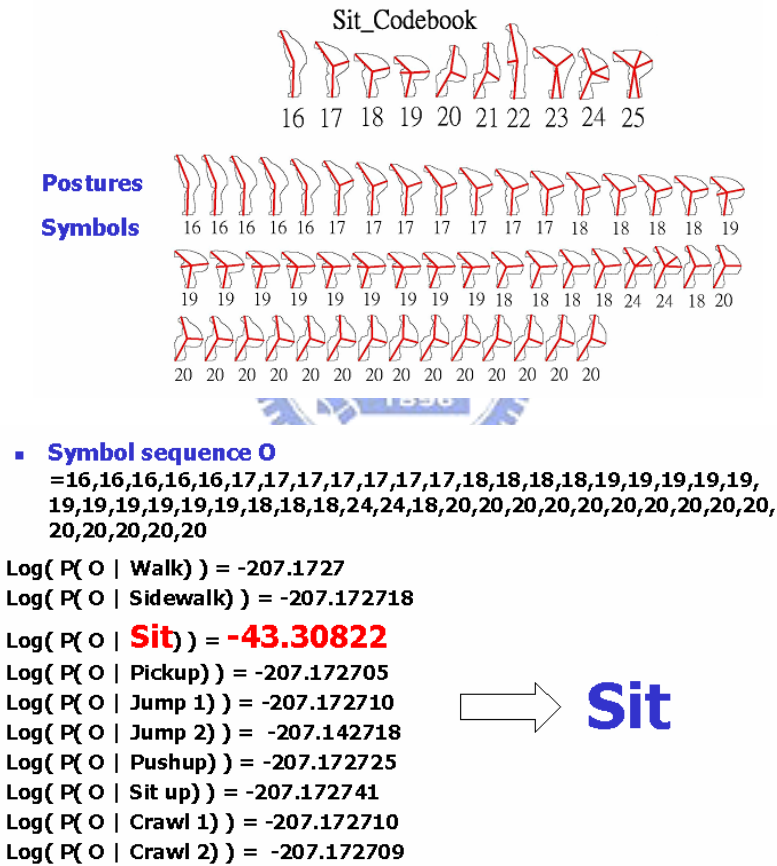 Sit_Codebook
16 17 18 19 20 21 22 23 24 25
Postures
Symbols
16 16 16 16 16 17 17 17 17 17 17 17 18 18 18 18 19
19 19 19 19 19 19 19 19 19 18 18 18 18 24 24 18 20
20 20 20 20 20 20 20 20 20 20 20 20 20 20
▪ Symbol sequence O
=16,16,16,16,16,17,17,17,17,17,17,17,18,18,18,18,19,19,19,19,19,
19,19,19,19,19,19,18,18,18,24,24,18,20,20,20,20,20,20,20,20,20,20,
20,20,20,20,20
Log( P( O | Walk) ) = -207.1727
Log( P( O | Sidewalk) ) = -207.172718
Log( P( O | Sit) ) = -43.30822
Log( P( O | Pickup) ) = -207.172705
Log( P( O | Jump 1) ) = -207.172710
Log( P( O | Jump 2) ) = -207.142718
Log( P( O | Pushup) ) = -207.172725
Log( P( O | Sit up) ) = -207.172741
Log( P( O | Crawl 1) ) = -207.172710
Log( P( O | Crawl 2) ) = -207.172709
Sit